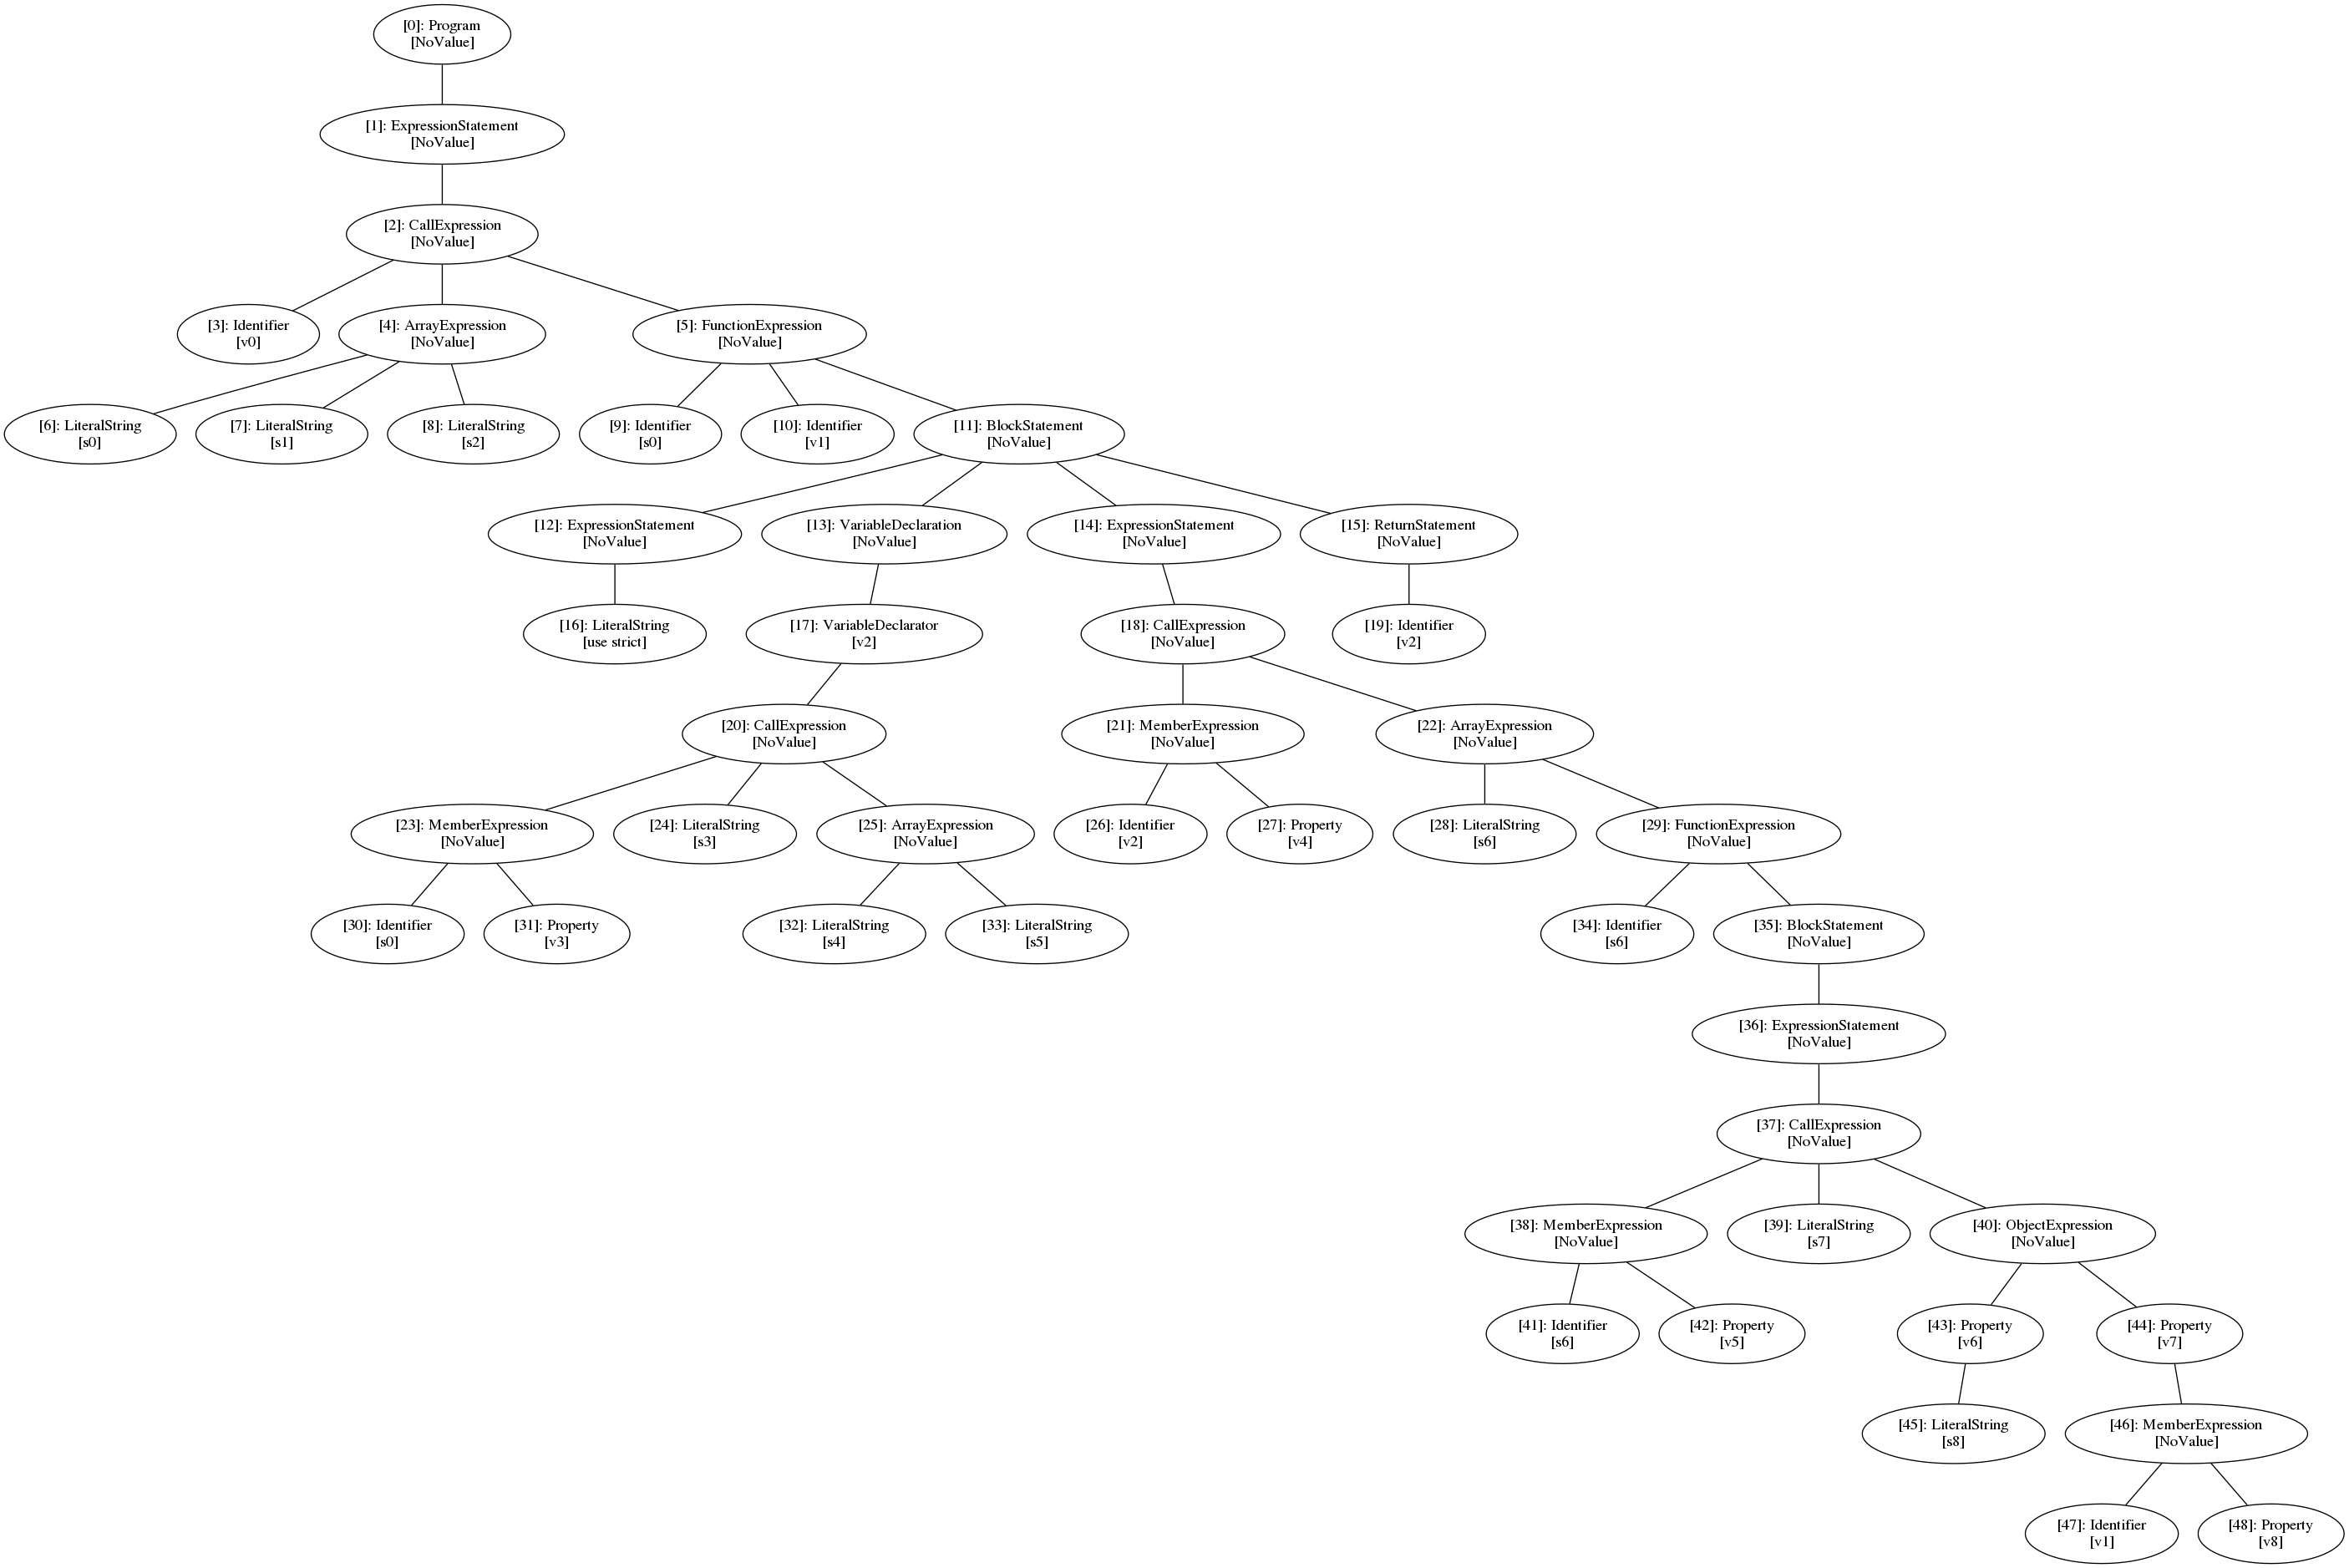 [0]: Program
[NoValue]
[1]: ExpressionStatement
[NoValue]
[2]: CallExpression
[NoValue]
[3]: Identifier
[v0]
[4]: ArrayExpression
[NoValue]
[5]: FunctionExpression
[NoValue]
[6]: LiteralString
[s0]
[7]: LiteralString
[s1]
[8]: LiteralString
[s2]
[9]: Identifier
[s0]
[10]: Identifier
[v1]
[11]: BlockStatement
[NoValue]
[12]: ExpressionStatement
[NoValue]
[13]: VariableDeclaration
[NoValue]
[14]: ExpressionStatement
[NoValue]
[15]: ReturnStatement
[NoValue]
[16]: LiteralString
[use strict]
[17]: VariableDeclarator
[v2]
[18]: CallExpression
[NoValue]
[19]: Identifier
[v2]
[20]: CallExpression
[NoValue]
[21]: MemberExpression
[NoValue]
[22]: ArrayExpression
[NoValue]
[23]: MemberExpression
[NoValue]
[24]: LiteralString
[s3]
[25]: ArrayExpression
[NoValue]
[26]: Identifier
[v2]
[27]: Property
[v4]
[28]: LiteralString
[s6]
[29]: FunctionExpression
[NoValue]
[30]: Identifier
[s0]
[31]: Property
[v3]
[32]: LiteralString
[s4]
[33]: LiteralString
[s5]
[34]: Identifier
[s6]
[35]: BlockStatement
[NoValue]
[36]: ExpressionStatement
[NoValue]
[37]: CallExpression
[NoValue]
[38]: MemberExpression
[NoValue]
[39]: LiteralString
[s7]
[40]: ObjectExpression
[NoValue]
[41]: Identifier
[s6]
[42]: Property
[v5]
[43]: Property
[v6]
[44]: Property
[v7]
[45]: LiteralString
[s8]
[46]: MemberExpression
[NoValue]
[47]: Identifier
[v1]
[48]: Property
[v8]